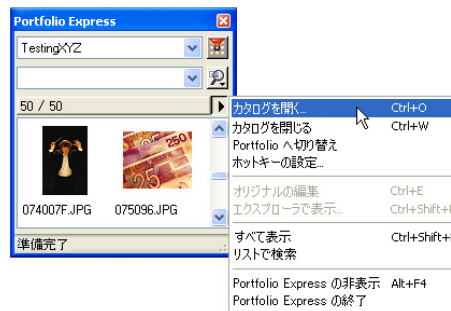 Portfolio Express
TestingXYZ
50 / 50
074007F.JPG 075096.JPG
準備完了
カタログを開く... Ctrl+O
カタログを閉じる Ctrl+W
Portfolio へ切り替え
ホットキーの設定...
オリジナルの編集 Ctrl+E
エクスプローラで表示... Ctrl+Shift+
すべて表示 Ctrl+Shift+
リストで検索
Portfolio Express の非表示 Alt+F4
Portfolio Express の終了